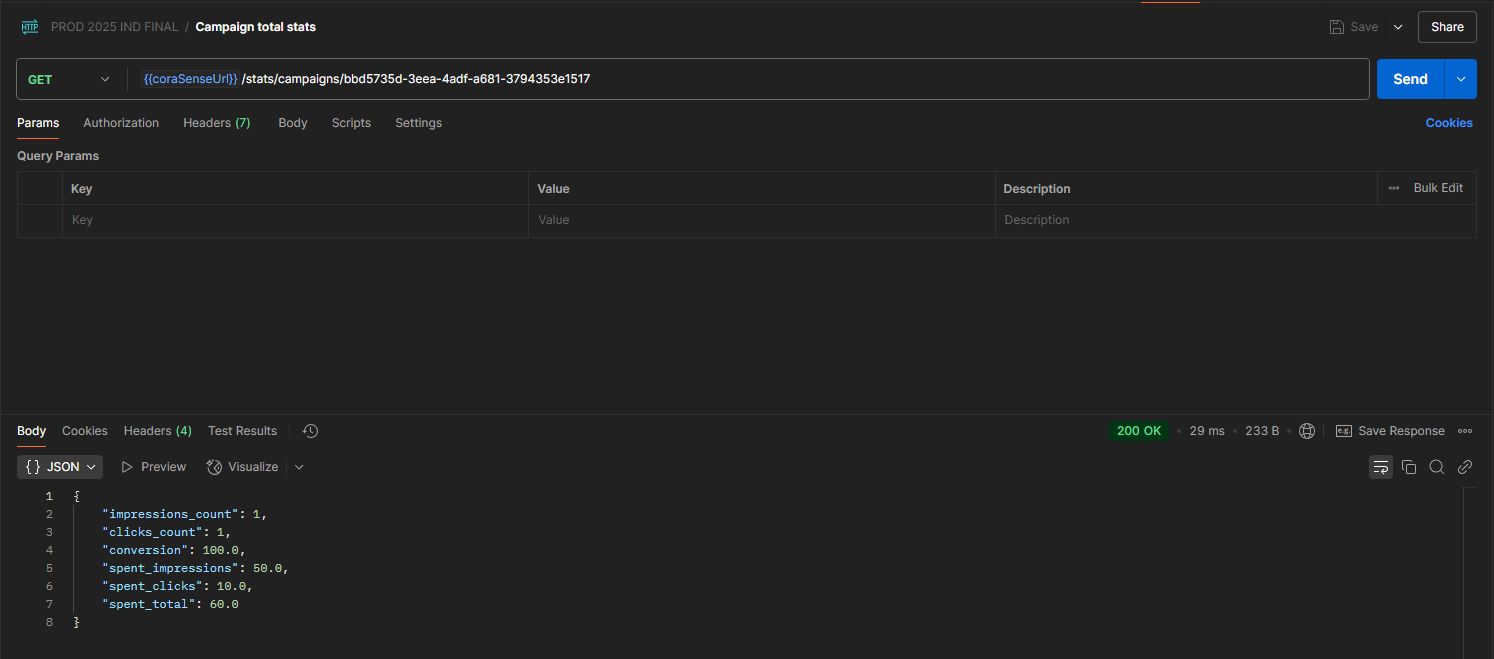 HTTP PROD 2025 IND FINAL / Campaign total stats Save Share
GET {{coraSenseUrl}} /stats/campaigns/bbd5735d-3eea-4adf-a681-3794353e1517 Send
Params Authorization Headers (7) Body Scripts Settings Cookies
Query Params
Key Value Description Bulk Edit
Key Value Description
Body Cookies Headers (4) Test Results 200 OK 29 ms 233 B e.g. Save Response
{} JSON Preview Visualize
1 {
2 "impressions_count": 1,
3 "clicks_count": 1,
4 "conversion": 100.0,
5 "spent_impressions": 50.0,
6 "spent_clicks": 10.0,
7 "spent_total": 60.0
8 }